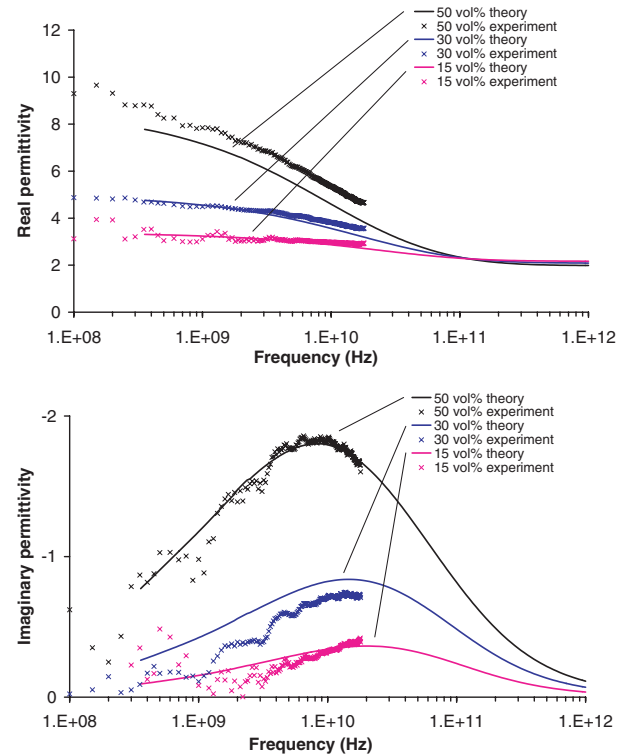 50 vol% theory
50 vol% experiment
30 vol% theory
30 vol% experiment
15 vol% theory
15 vol% experiment
Real permittivity
12
10
8
6
4
2
0
1.E+08 1.E+09 1.E+10 1.E+11 1.E+12
Frequency (Hz)
50 vol% theory
50 vol% experiment
30 vol% theory
30 vol% experiment
15 vol% theory
15 vol% experiment
Imaginary permittivity
-2
-1
0
1.E+08 1.E+09 1.E+10 1.E+11 1.E+12
Frequency (Hz)